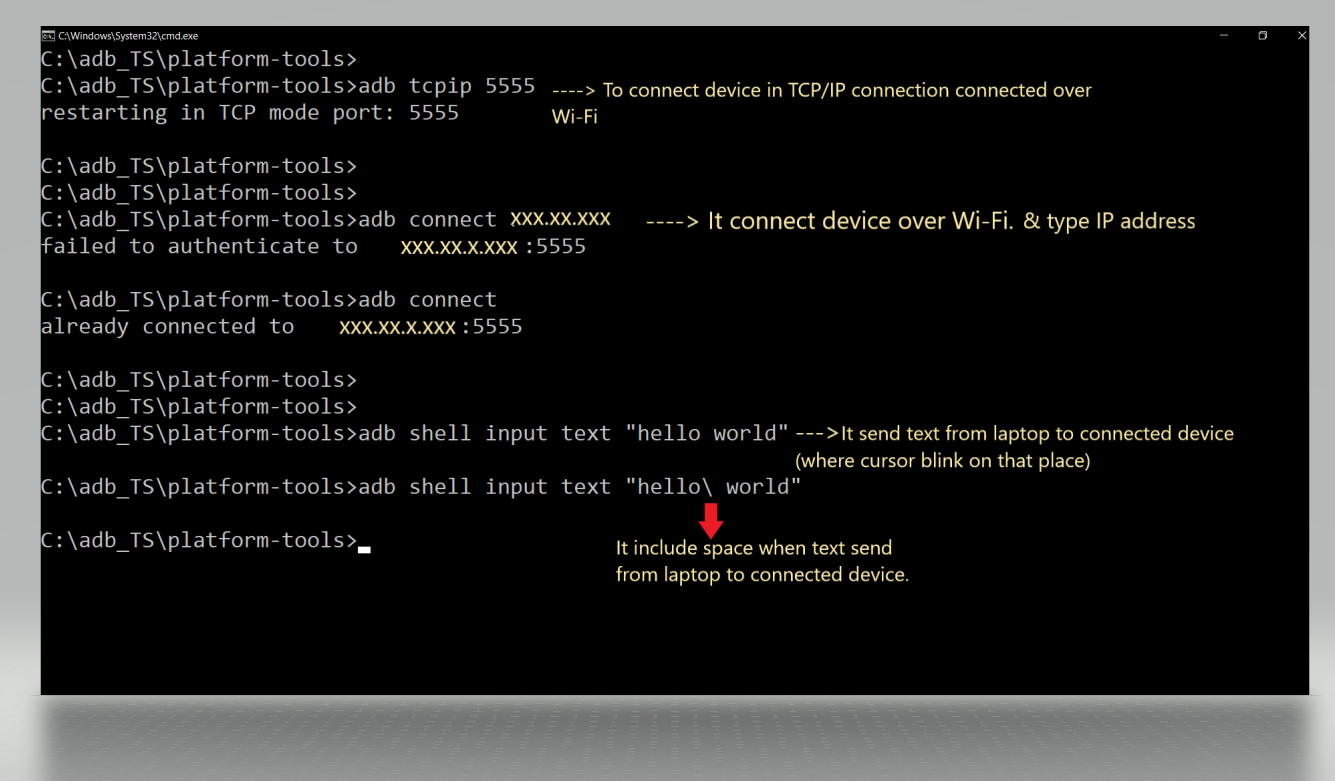 C:\Windows\System32\cmd.exe
C:\adb_TS\platform-tools>
C:\adb_TS\platform-tools>adb tcpip 5555 ----> To connect device in TCP/IP connection connected over
restarting in TCP mode port: 5555 Wi-Fi
C:\adb_TS\platform-tools>
C:\adb_TS\platform-tools>
C:\adb_TS\platform-tools>adb connect XXX.XX.XXX ----> It connect device over Wi-Fi. & type IP address
failed to authenticate to XXX.XX.X.XXX :5555
C:\adb_TS\platform-tools>adb connect
already connected to XXX.XX.X.XXX :5555
C:\adb_TS\platform-tools>
C:\adb_TS\platform-tools>
C:\adb_TS\platform-tools>adb shell input text "hello world" --->It send text from laptop to connected device
(where cursor blink on that place)
C:\adb_TS\platform-tools>adb shell input text "hello\ world"
C:\adb_TS\platform-tools>
It include space when text send
from laptop to connected device.